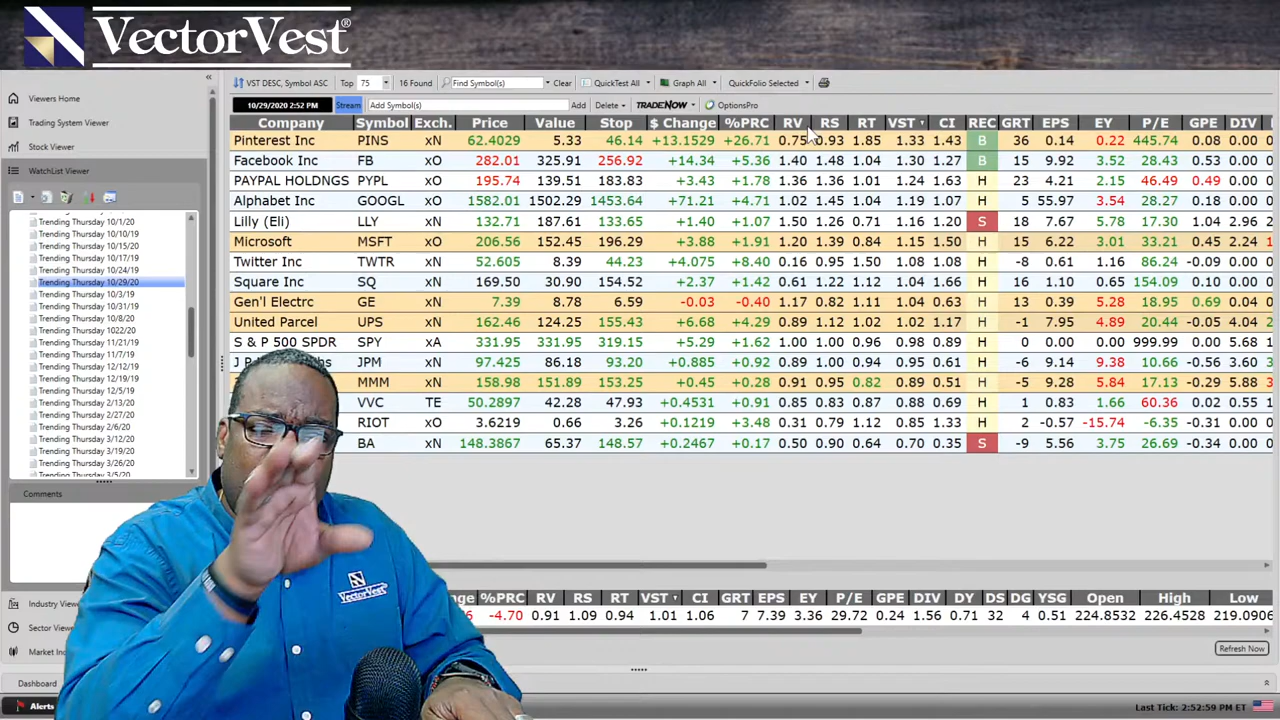 VectorVest®
VST DESC, Symbol ASC Top 75 16 Found Find Symbol(s) Clear QuickTest All Graph All QuickFolio Selected
Viewers Home
10/29/2020 2:52 PM Stream Add Symbol(s) Add Delete TRADENOW OptionsPro
Trading System Viewer
Stock Viewer
WatchList Viewer
Trending Thursday 10/1/20
Trending Thursday 10/10/19
Trending Thursday 10/15/20
Trending Thursday 10/17/19
Trending Thursday 10/24/19
Trending Thursday 10/29/20
Trending Thursday 10/3/19
Trending Thursday 10/31/19
Trending Thursday 10/8/20
Trending Thursday 1022/20
Trending Thursday 11/21/19
Trending Thursday 11/7/19
Trending Thursday 12/12/19
Trending Thursday 12/19/19
Trending Thursday 12/5/19
Trending Thursday 2/13/20
Trending Thursday 2/27/20
Trending Thursday 2/6/20
Trending Thursday 3/12/20
Trending Thursday 3/19/20
Trending Thursday 3/26/20
Trending Thursday 3/5/20
Comments
Company Symbol Exch. Price Value Stop $ Change %PRC RV RS RT VST CI REC GRT EPS EY P/E GPE DIV
Pinterest Inc PINS xN 62.4029 5.33 46.14 +13.1529 +26.71 0.75 0.93 1.85 1.33 1.43 B 36 0.14 0.22 445.74 0.08 0.00
Facebook Inc FB xO 282.01 325.91 256.92 +14.34 +5.36 1.40 1.48 1.04 1.30 1.27 B 15 9.92 3.52 28.43 0.53 0.00
PAYPAL HOLDNGS PYPL xO 195.74 139.51 183.83 +3.43 +1.78 1.36 1.36 1.01 1.24 1.63 H 23 4.21 2.15 46.49 0.49 0.00
Alphabet Inc GOOGL xO 1582.01 1502.29 1453.64 +71.21 +4.71 1.02 1.45 1.04 1.19 1.07 H 5 55.97 3.54 28.27 0.18 0.00
Lilly (Eli) LLY xN 132.71 187.61 133.65 +1.40 +1.07 1.50 1.26 0.71 1.16 1.20 S 18 7.67 5.78 17.30 1.04 2.96
Microsoft MSFT xO 206.56 152.45 196.29 +3.88 +1.91 1.20 1.39 0.84 1.15 1.50 H 15 6.22 3.01 33.21 0.45 2.24
Twitter Inc TWTR xN 52.605 8.39 44.23 +4.075 +8.40 0.16 0.95 1.50 1.08 1.08 H -8 0.61 1.16 86.24 -0.09 0.00
Square Inc SQ xN 169.50 30.90 154.52 +2.37 +1.42 0.61 1.22 1.12 1.04 1.66 H 16 1.10 0.65 154.09 0.10 0.00
Gen'l Electrc GE xN 7.39 8.78 6.59 -0.03 -0.40 1.17 0.82 1.11 1.04 0.63 H 13 0.39 5.28 18.95 0.69 0.04
United Parcel UPS xN 162.46 124.25 155.43 +6.68 +4.29 0.89 1.12 1.02 1.02 1.17 H -1 7.95 4.89 20.44 -0.05 4.04
S & P 500 SPDR SPY xA 331.95 331.95 319.15 +5.29 +1.62 1.00 1.00 0.96 0.98 0.89 H 0 0.00 0.00 999.99 0.00 5.68
J P JPM xN 97.425 86.18 93.20 +0.885 +0.92 0.89 1.00 0.94 0.95 0.61 H -6 9.14 9.38 10.66 -0.56 3.60
MMM xN 158.98 151.89 153.25 +0.45 +0.28 0.91 0.95 0.82 0.89 0.51 H -5 9.28 5.84 17.13 -0.29 5.88
VVC TE 50.2897 42.28 47.93 +0.4531 +0.91 0.85 0.83 0.87 0.88 0.69 H 1 0.83 1.66 60.36 0.02 0.55
RIOT xO 3.6219 0.66 3.26 +0.1219 +3.48 0.31 0.79 1.12 0.85 1.33 H 2 -0.57 -15.74 -6.35 -0.31 0.00
BA xN 148.3867 65.37 148.57 +0.2467 +0.17 0.50 0.90 0.64 0.70 0.35 S -9 5.56 3.75 26.69 -0.34 0.00
%PRC RV RS RT VST CI GRT EPS EY P/E GPE DIV DY DS DG YSG Open High Low
-4.70 0.91 1.09 0.94 1.01 1.06 7 7.39 3.36 29.72 0.24 1.56 0.71 32 4 0.51 224.8532 226.4528 219.0906
Sector
Refresh Now
Dashboard
Alerts
Last Tick: 2:52:59 PM ET
VectorVest